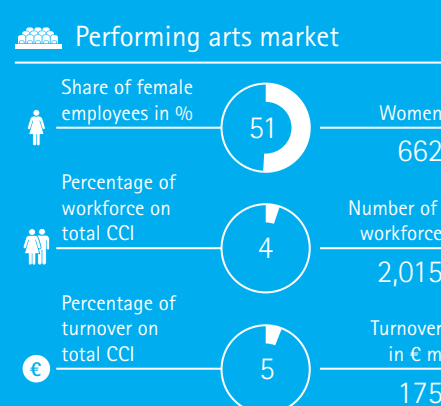 Performing arts market
Share of female
employees in %
51
Women
662
Percentage of
workforce on
total CCI
4
Number of
workforce
2,015
Percentage of
turnover on
total CCI
€
5
Turnover
in € m
175